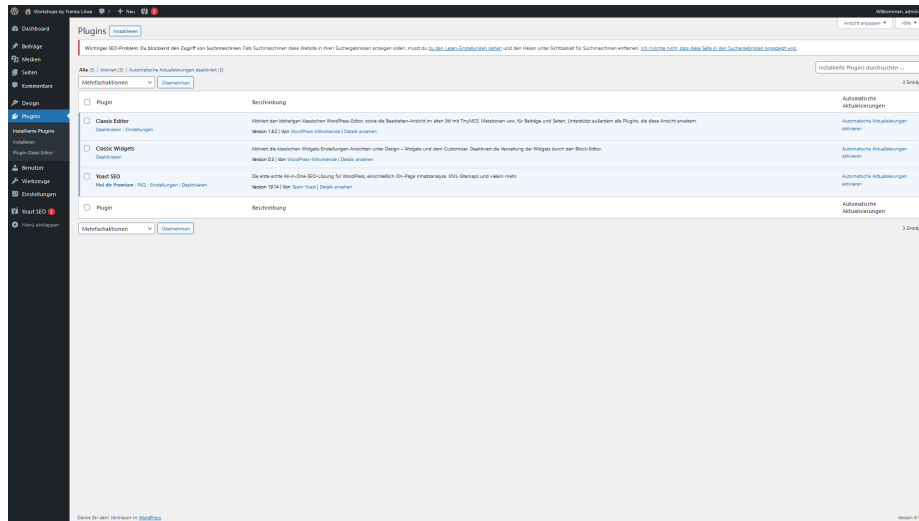 Workshops by Franka Löwe 0 + Neu 2 Willkommen, admin
Ansicht anpassen Hilfe
Dashboard
Beiträge
Medien
Seiten
Kommentare
Design
Plugins
Installierte Plugins
Installieren
Plugin-Datei-Editor
Benutzer
Werkzeuge
Einstellungen
Yoast SEO 2
Menü einklappen
Plugins Installieren
Wichtiges SEO-Problem: Du blockierst den Zugriff von Suchmaschinen. Falls Suchmaschinen diese Website in ihren Suchergebnissen anzeigen sollen, musst du zu den Lesen-Einstellungen gehen und den Haken unter Sichtbarkeit für Suchmaschinen entfernen. Ich möchte nicht, dass diese Seite in den Suchergebnissen angezeigt wird.
Alle (3) | Aktiviert (3) | Automatische Aktualisierungen deaktiviert (3)
Installierte Plugins durchsuchen ...
Mehrfachaktionen Übernehmen
Plugin Beschreibung Automatische
Aktualisierungen
Classic Editor
Deaktivieren | Einstellungen
Aktiviert den bisherigen klassischen WordPress-Editor, sowie die Bearbeiten-Ansicht im alten Stil mit TinyMCE, Metaboxen usw. für Beiträge und Seiten. Unterstützt außerdem alle Plugins, die diese Ansicht erweitern.
Version 1.6.2 | Von WordPress-Mitwirkende | Details ansehen
Automatische Aktualisierungen
aktivieren
Classic Widgets
Deaktivieren
Aktiviert die klassischen Widgets-Einstellungen-Ansichten unter Design – Widgets und dem Customizer. Deaktiviert die Verwaltung der Widgets durch den Block-Editor.
Version 0.3 | Von WordPress-Mitwirkende | Details ansehen
Automatische Aktualisierungen
aktivieren
Yoast SEO
Hol dir Premium | FAQ | Einstellungen | Deaktivieren
Die erste echte All-in-One-SEO-Lösung für WordPress, einschließlich On-Page Inhaltsanalyse, XML-Sitemaps und vielem mehr.
Version 19.14 | Von Team Yoast | Details ansehen
Automatische Aktualisierungen
aktivieren
Plugin Beschreibung Automatische
Aktualisierungen
Mehrfachaktionen Übernehmen
Danke für dein Vertrauen in WordPress.